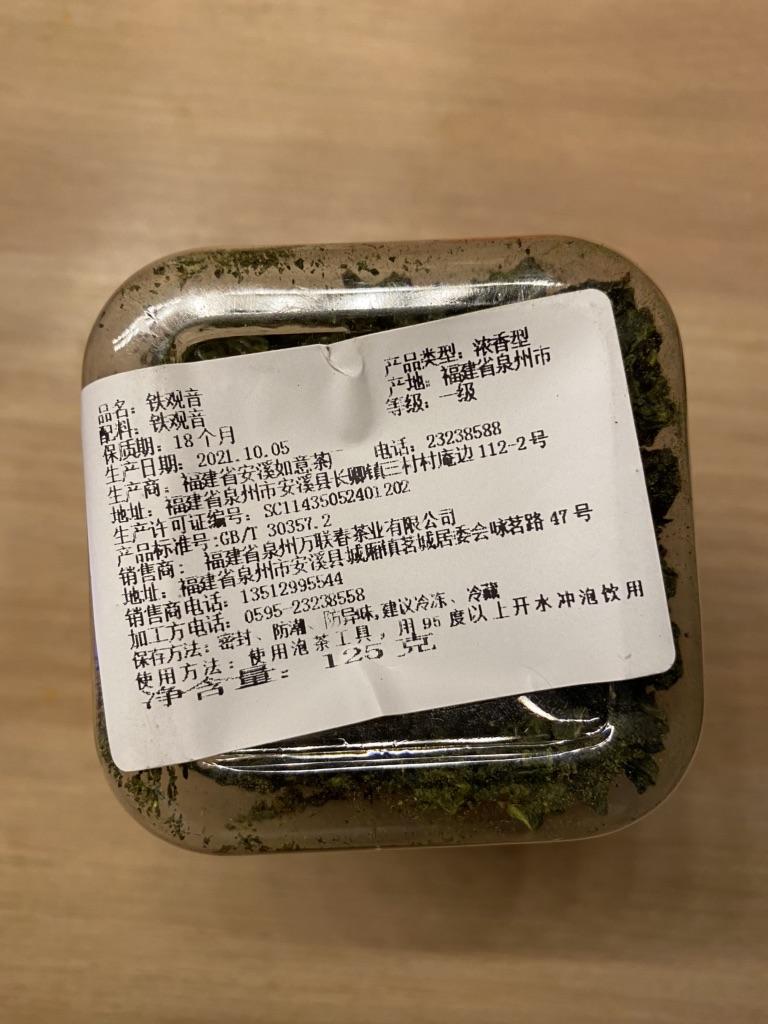 品名：铁观音 产品类型：浓香型
配料：铁观音 产地：福建省泉州市
保质期：18个月 等级：一级
生产日期：2021.10.05
生产商：福建省安溪如意茶 电话：23238588
地址：福建省泉州市安溪县长卿镇三村村庵边112-2号
生产许可证编号：SC11435052401202
产品标准号:GB/T 30357.2
销售商：福建省泉州万联春茶业有限公司
地址：福建省泉州市安溪县城厢镇茗城居委会咏茗路47号
销售商电话：13512995544
加工方电话：0595-23238558
保存方法：密封、防潮、防异味,建议冷冻、冷藏
使用方法：使用泡茶工具，用95度以上开水冲泡饮用
净含量：125克